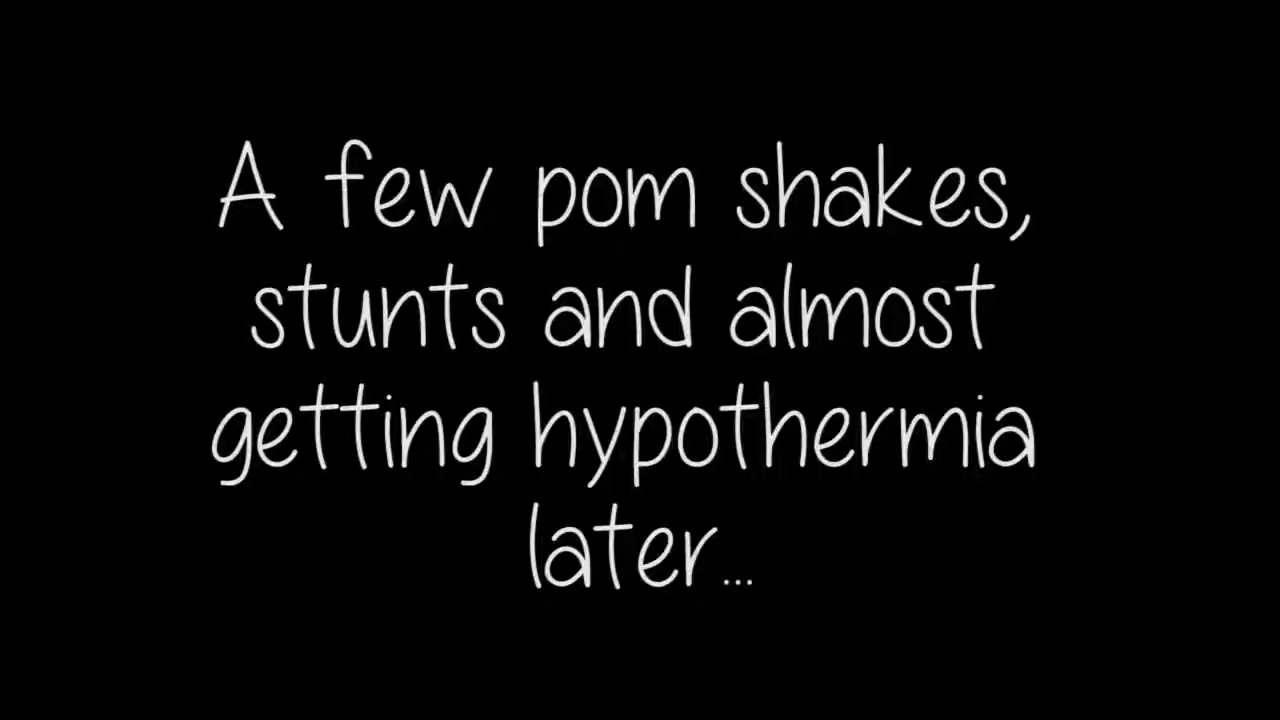 A few pom shakes,
stunts and almost
getting hypothermia
later...